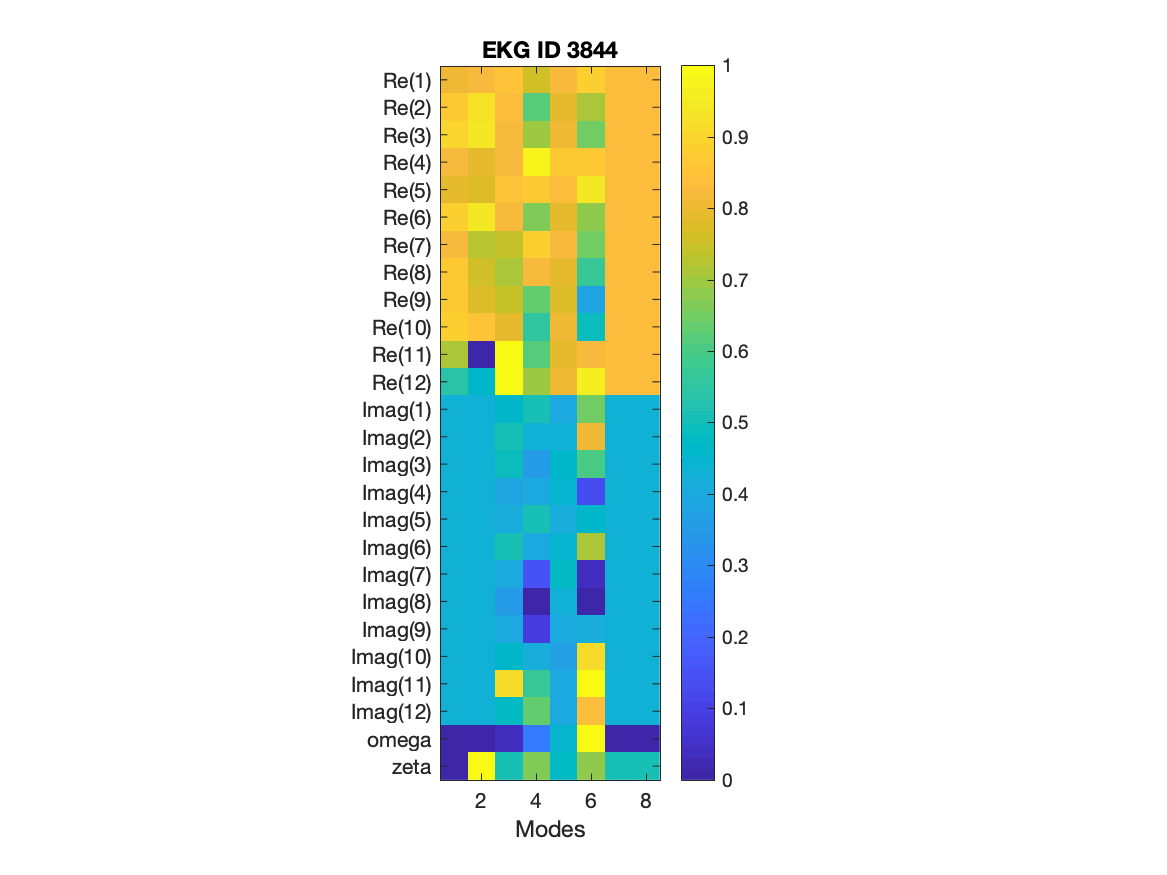 EKG ID 3844
Re(1)
Re(2)
Re(3)
Re(4)
Re(5)
Re(6)
Re(7)
Re(8)
Re(9)
Re(10)
Re(11)
Re(12)
Imag(1)
Imag(2)
Imag(3)
Imag(4)
Imag(5)
Imag(6)
Imag(7)
Imag(8)
Imag(9)
Imag(10)
Imag(11)
Imag(12)
omega
zeta
2 4 6 8
Modes
1
0.9
0.8
0.7
0.6
0.5
0.4
0.3
0.2
0.1
0